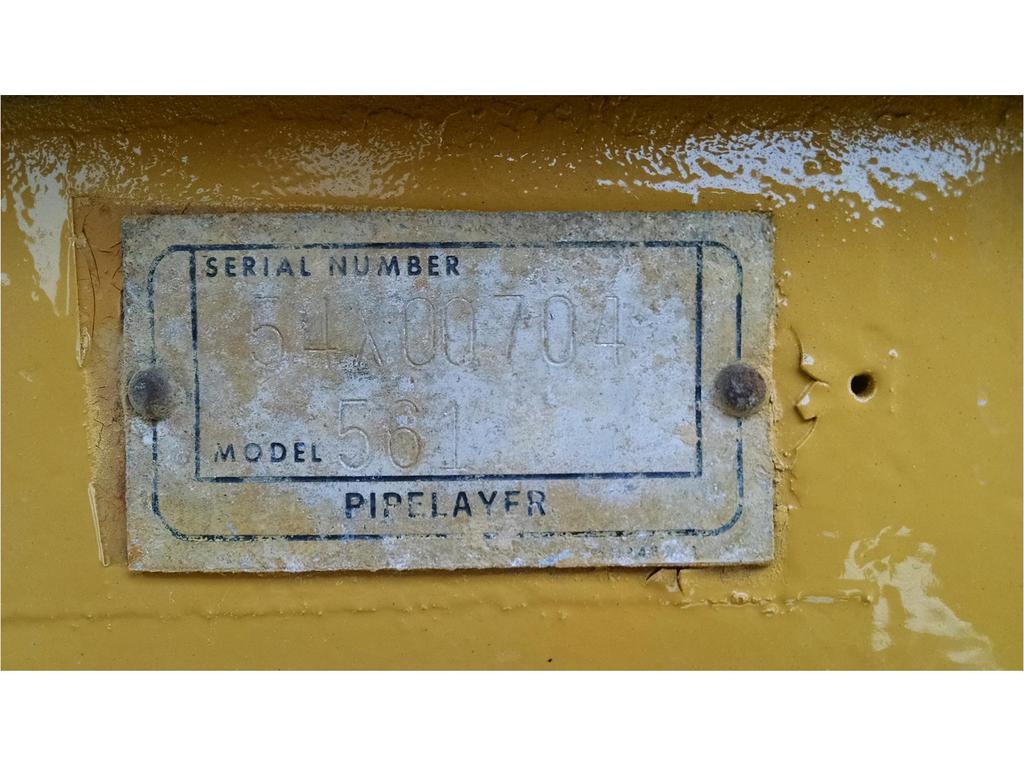 SERIAL NUMBER
54X00704
MODEL 561
PIPELAYER